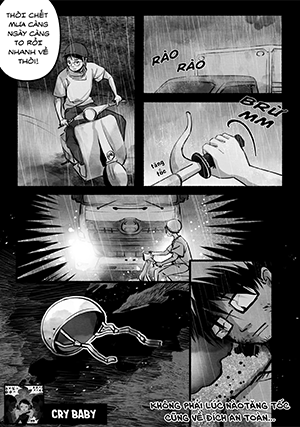 THÔI CHẾT
MƯA CÀNG
NGÀY CÀNG
TO RỒI
NHANH VỀ
THÔI!
RÀO
RÀO
BRỪ
MM
tăng
tốc
KHÔNG PHẢI LÚC NÀO TĂNG TỐC
CŨNG VỀ ĐÍCH AN TOÀN...
CRY BABY